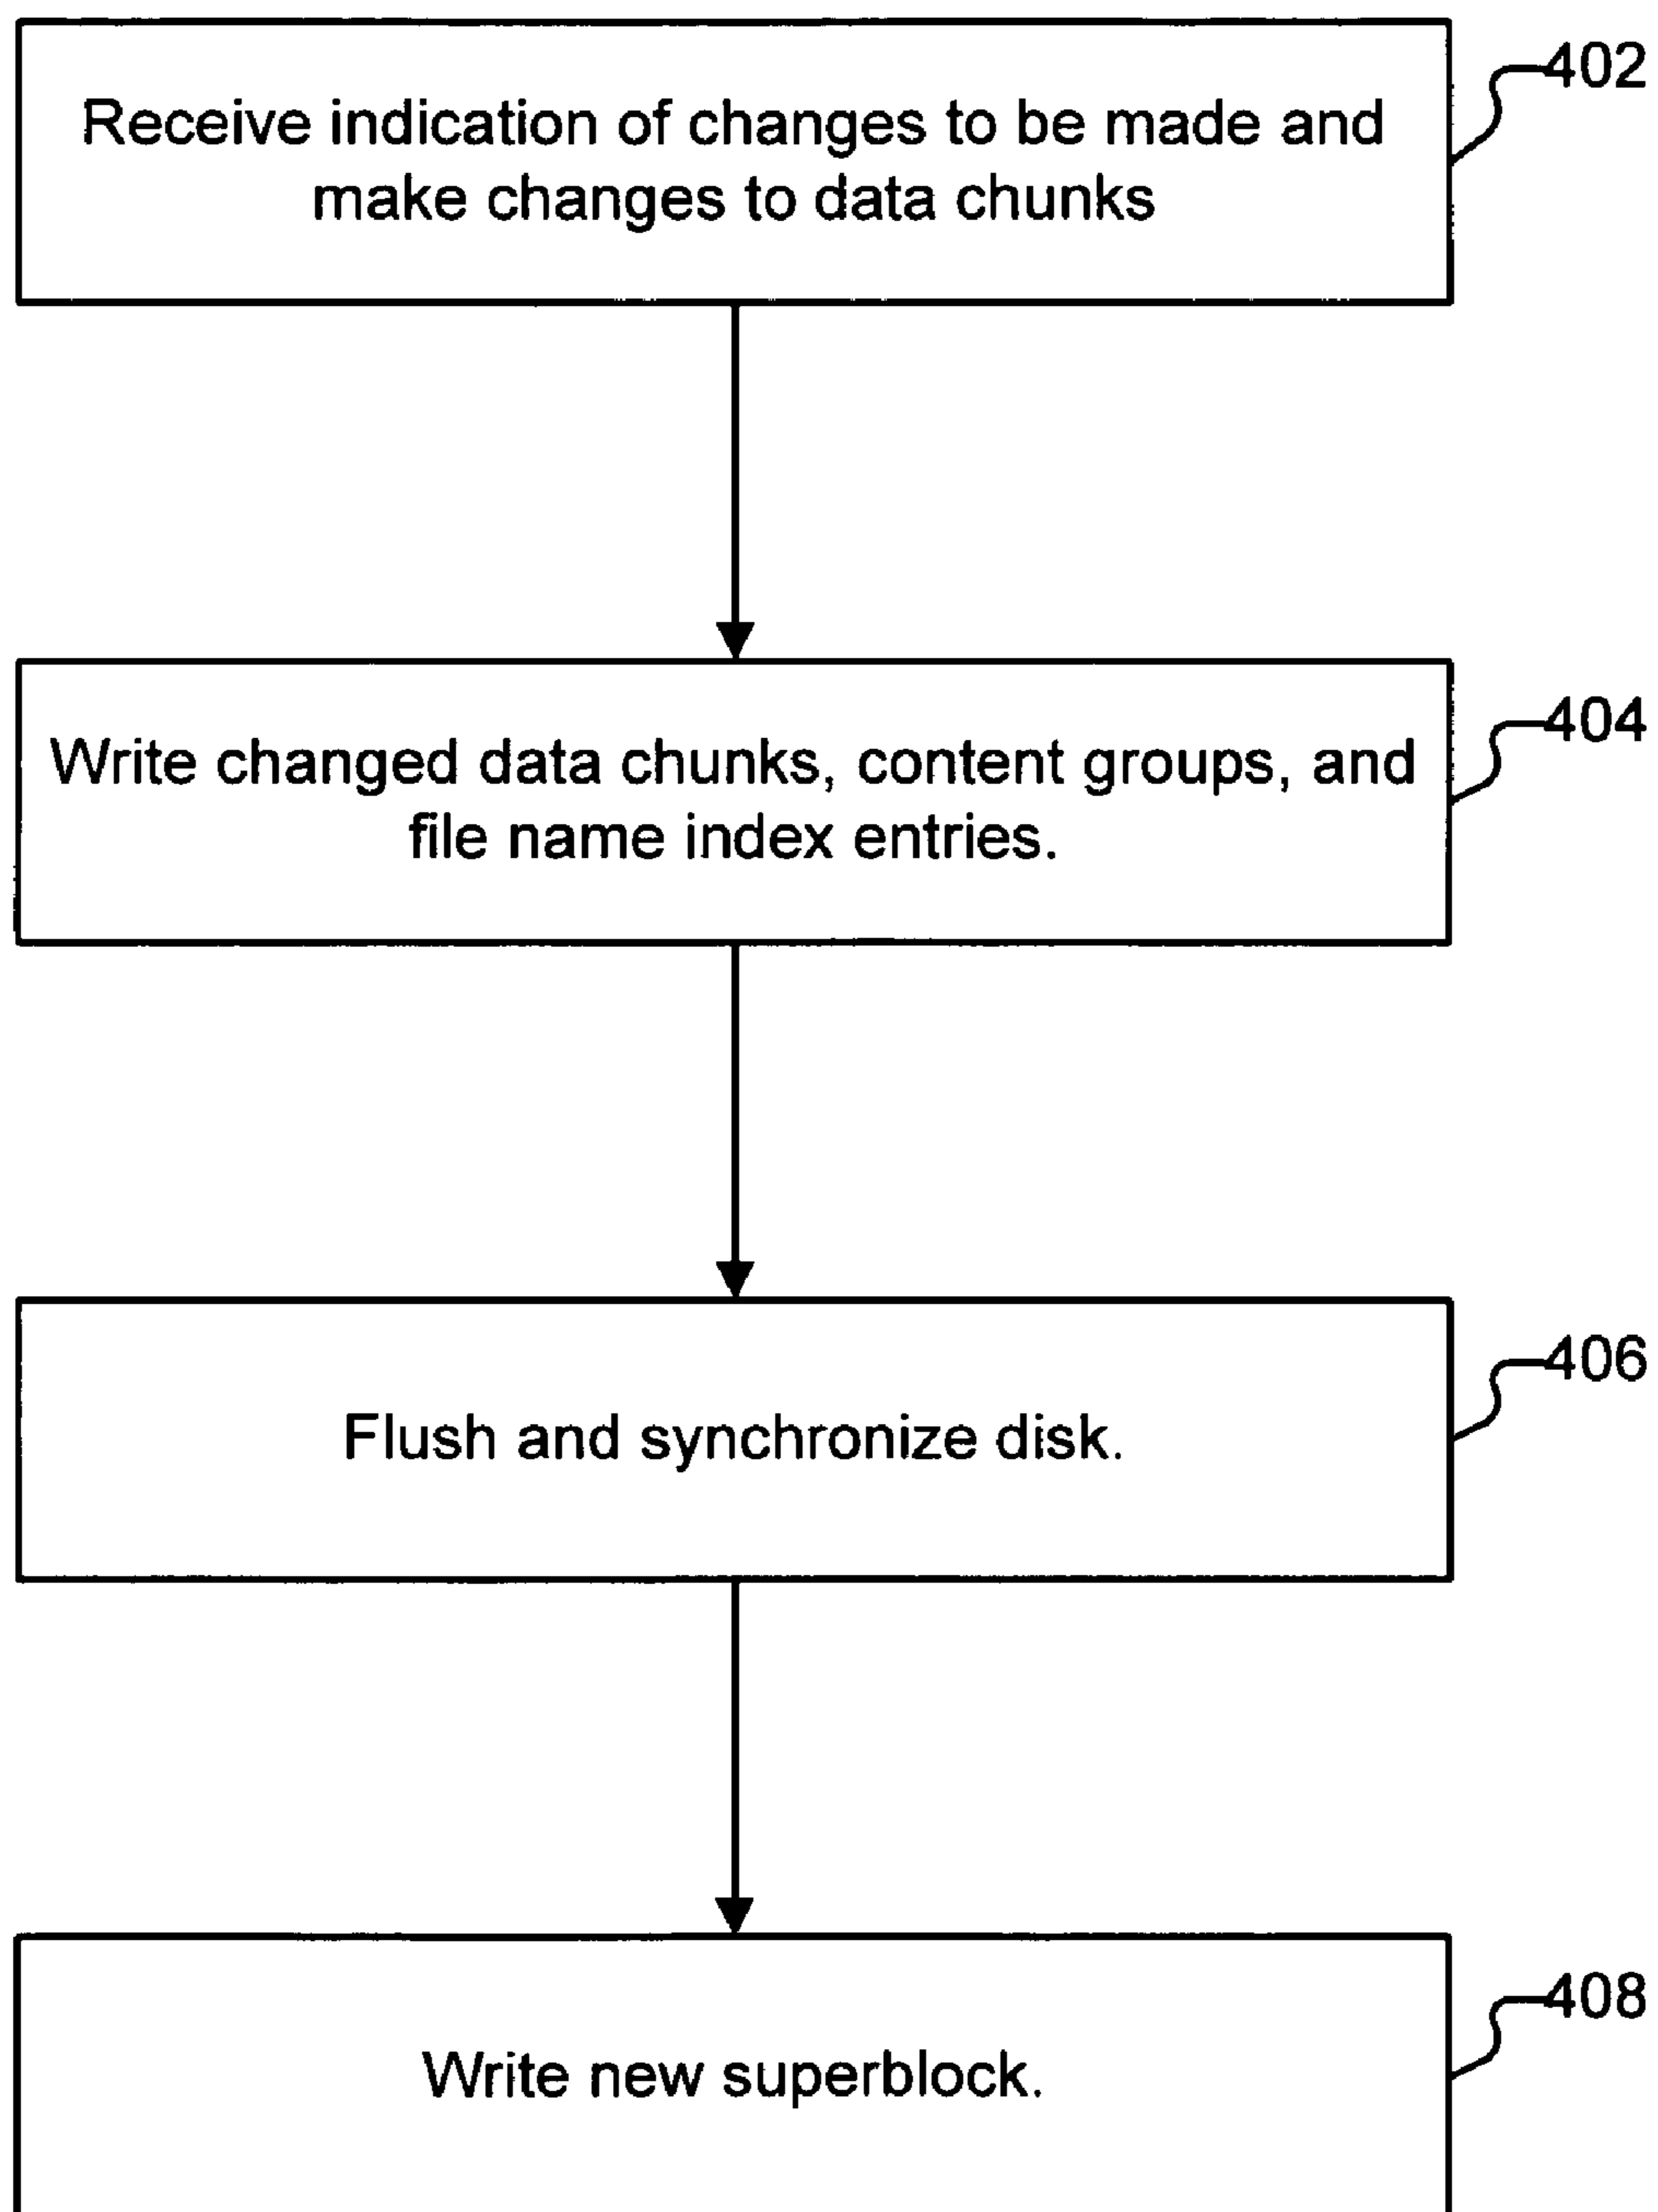 402
Receive indication of changes to be made and
make changes to data chunks
404
Write changed data chunks, content groups, and
file name index entries.
406
Flush and synchronize disk.
408
Write new superblock.